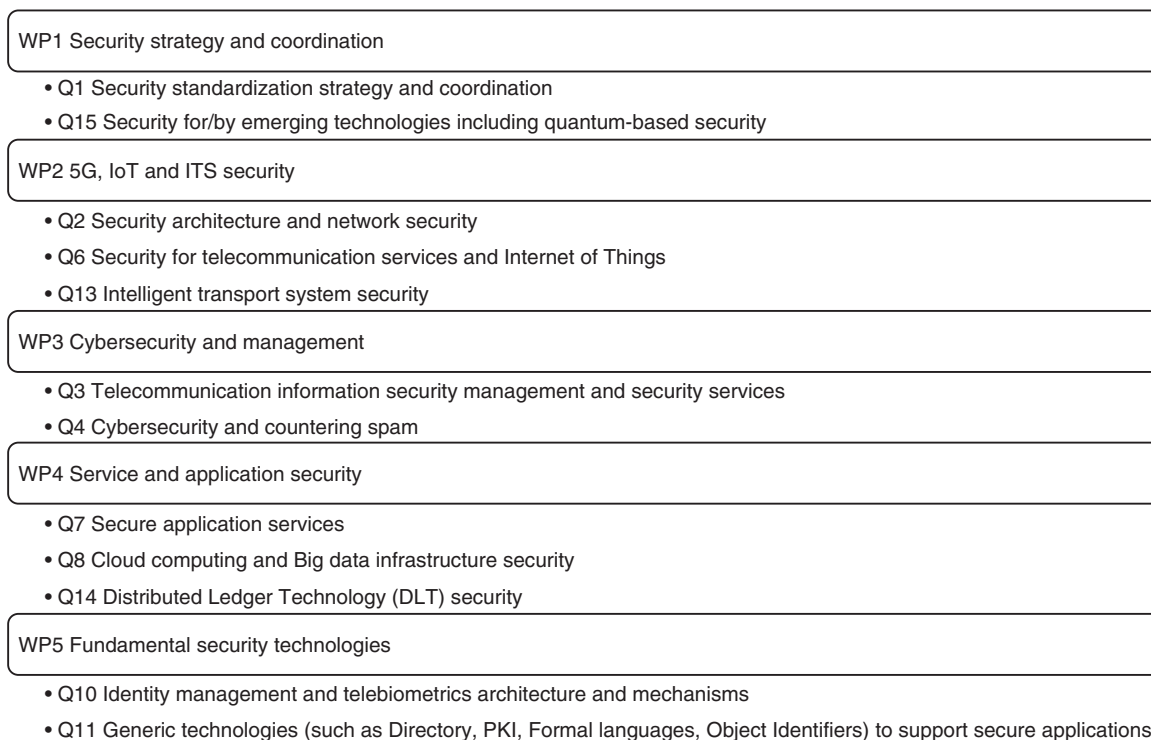 WP1 Security strategy and coordination
• Q1 Security standardization strategy and coordination
• Q15 Security for/by emerging technologies including quantum-based security
WP2 5G, IoT and ITS security
• Q2 Security architecture and network security
• Q6 Security for telecommunication services and Internet of Things
• Q13 Intelligent transport system security
WP3 Cybersecurity and management
• Q3 Telecommunication information security management and security services
• Q4 Cybersecurity and countering spam
WP4 Service and application security
• Q7 Secure application services
• Q8 Cloud computing and Big data infrastructure security
• Q14 Distributed Ledger Technology (DLT) security
WP5 Fundamental security technologies
• Q10 Identity management and telebiometrics architecture and mechanisms
• Q11 Generic technologies (such as Directory, PKI, Formal languages, Object Identifiers) to support secure applications